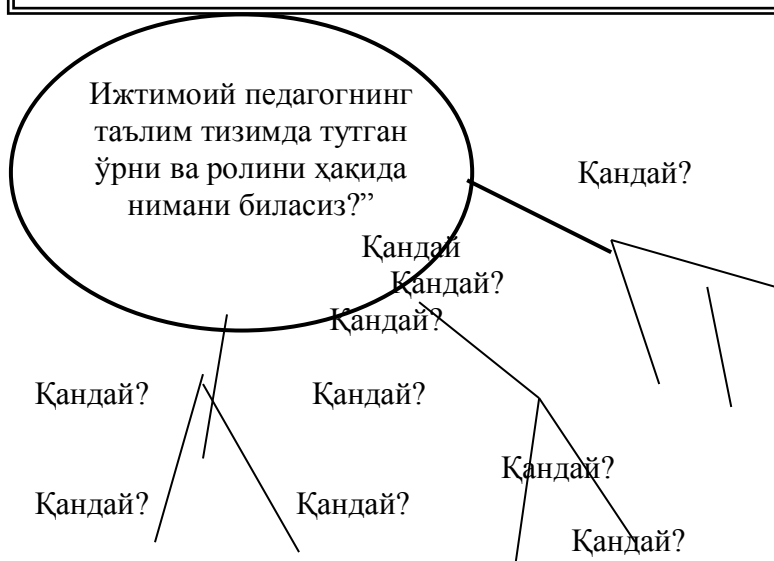 Ижтимоий педагогнинг
таълим тизимда тутган
ўрни ва ролини ҳақида
нимани биласиз?”
Қандай?
Қандай
Қандай?
Қандай?
Қандай?
Қандай?
Қандай?
Қандай?
Қандай?
Қандай?